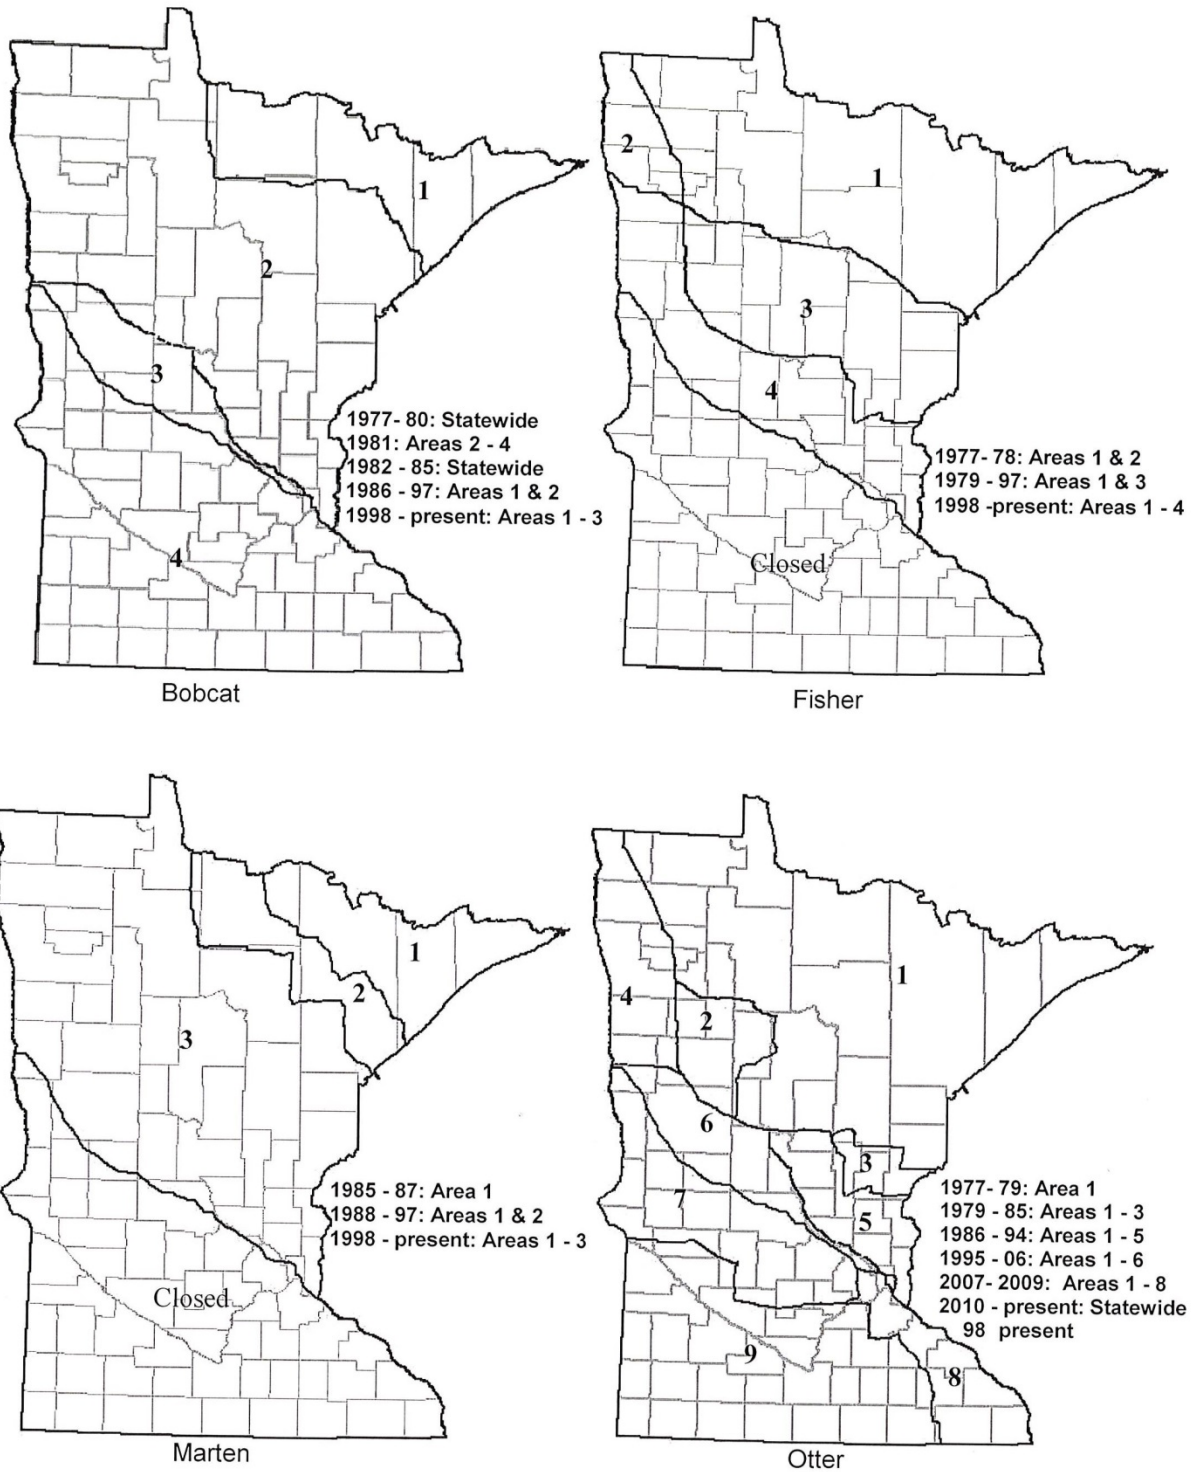 1
2
3
1977- 80: Statewide
1981: Areas 2 - 4
1982 - 85: Statewide
1986 - 97: Areas 1 & 2
1998 - present: Areas 1 - 3
4
Bobcat
2
1
3
4
1977- 78: Areas 1 & 2
1979 - 97: Areas 1 & 3
1998 -present: Areas 1 - 4
Closed
Fisher
1
2
3
1985 - 87: Area 1
1988 - 97: Areas 1 & 2
1998 - present: Areas 1 - 3
Closed
Marten
1
4
2
6
3
7
5
1977- 79: Area 1
1979 - 85: Areas 1 - 3
1986 - 94: Areas 1 - 5
1995 - 06: Areas 1 - 6
2007- 2009: Areas 1 - 8
2010 - present: Statewide
98 present
9
8
Otter